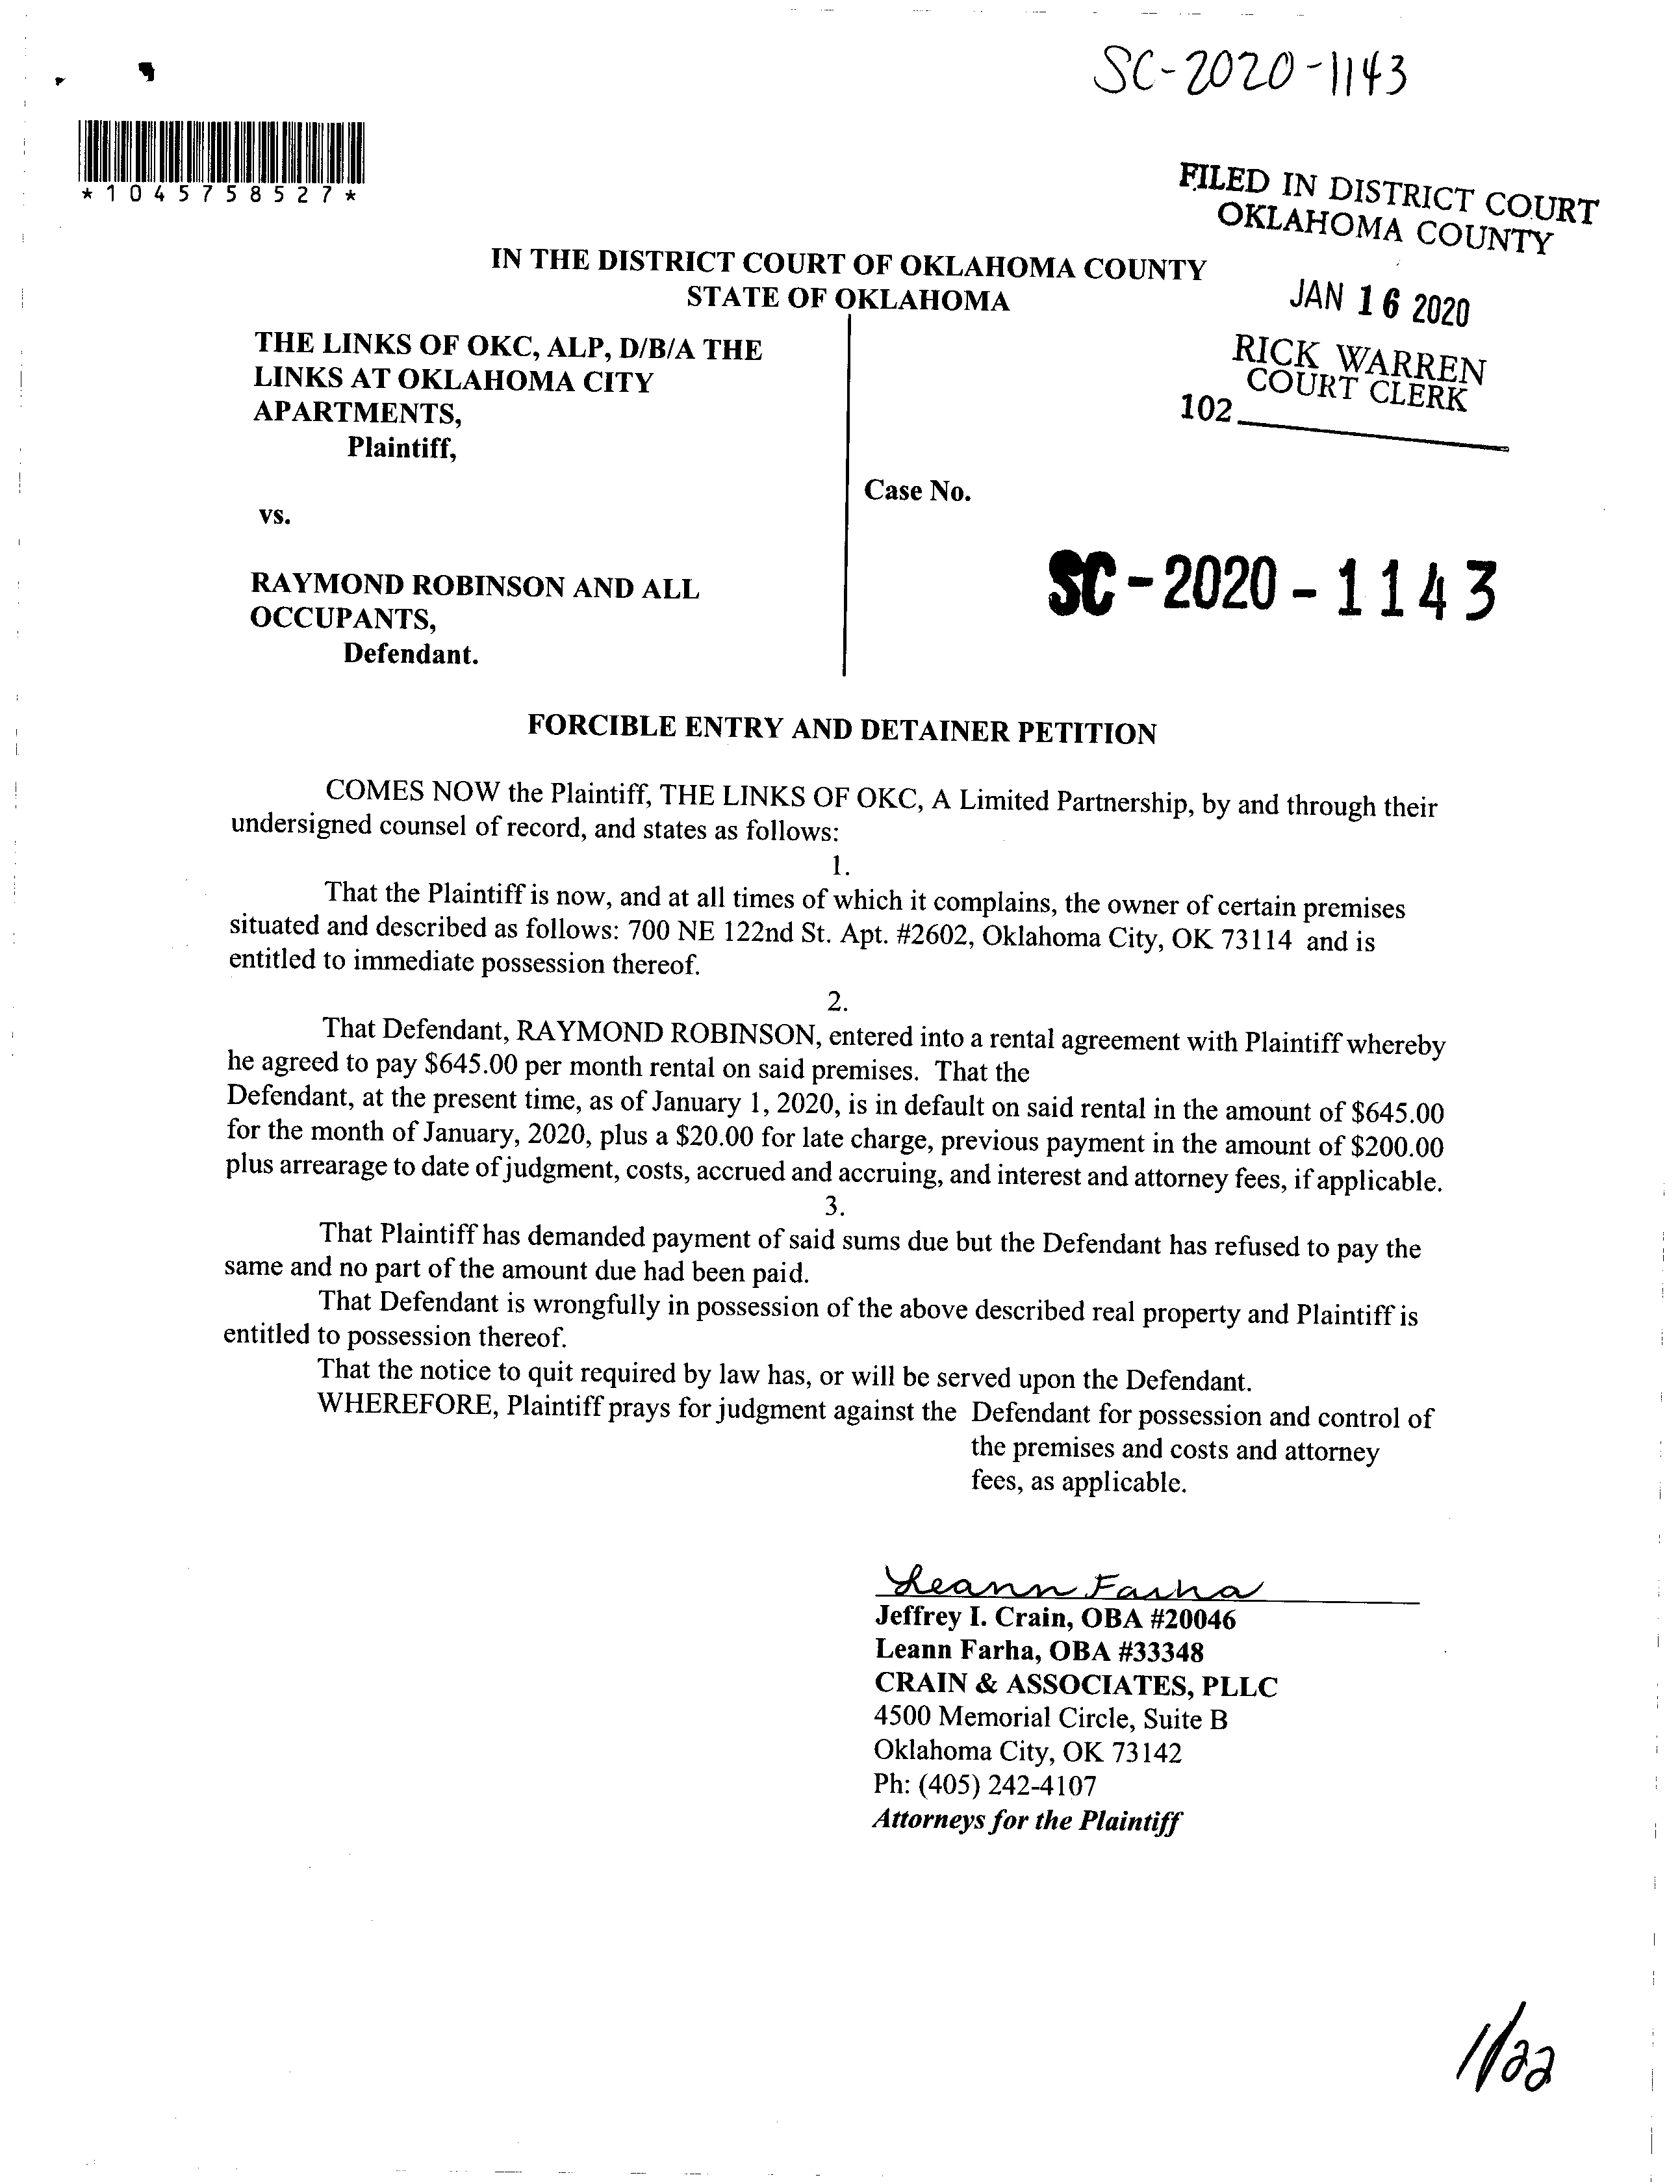 SC-2020-1143
*1045758527*
FILED IN DISTRICT COURT
OKLAHOMA COUNTY
JAN 16 2020
RICK WARREN
COURT CLERK
102
IN THE DISTRICT COURT OF OKLAHOMA COUNTY
STATE OF OKLAHOMA
THE LINKS OF OKC, ALP, D/B/A THE
LINKS AT OKLAHOMA CITY
APARTMENTS,
Plaintiff,
vs.
RAYMOND ROBINSON AND ALL
OCCUPANTS,
Defendant.
Case No.
SC-2020-1143
FORCIBLE ENTRY AND DETAINER PETITION
COMES NOW the Plaintiff, THE LINKS OF OKC, A Limited Partnership, by and through their
undersigned counsel of record, and states as follows:
1.
That the Plaintiff is now, and at all times of which it complains, the owner of certain premises
situated and described as follows: 700 NE 122nd St. Apt. #2602, Oklahoma City, OK 73114 and is
entitled to immediate possession thereof.
2.
That Defendant, RAYMOND ROBINSON, entered into a rental agreement with Plaintiff whereby
he agreed to pay $645.00 per month rental on said premises. That the
Defendant, at the present time, as of January 1, 2020, is in default on said rental in the amount of $645.00
for the month of January, 2020, plus a $20.00 for late charge, previous payment in the amount of $200.00
plus arrearage to date of judgment, costs, accrued and accruing, and interest and attorney fees, if applicable.
3.
That Plaintiff has demanded payment of said sums due but the Defendant has refused to pay the
same and no part of the amount due had been paid.
That Defendant is wrongfully in possession of the above described real property and Plaintiff is
entitled to possession thereof.
That the notice to quit required by law has, or will be served upon the Defendant.
WHEREFORE, Plaintiff prays for judgment against the Defendant for possession and control of
the premises and costs and attorney
fees, as applicable.
Leann Farha
Jeffrey I. Crain, OBA #20046
Leann Farha, OBA #33348
CRAIN & ASSOCIATES, PLLC
4500 Memorial Circle, Suite B
Oklahoma City, OK 73142
Ph: (405) 242-4107
Attorneys for the Plaintiff
1/22